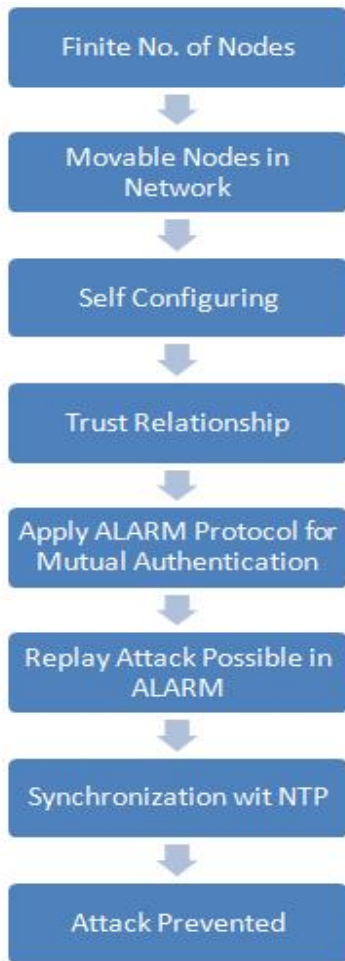 Finite No. of Nodes
Movable Nodes in
Network
Self Configuring
Trust Relationship
Apply ALARM Protocol for
Mutual Authentication
Replay Attack Possible in
ALARM
Synchronization wit NTP
Attack Prevented